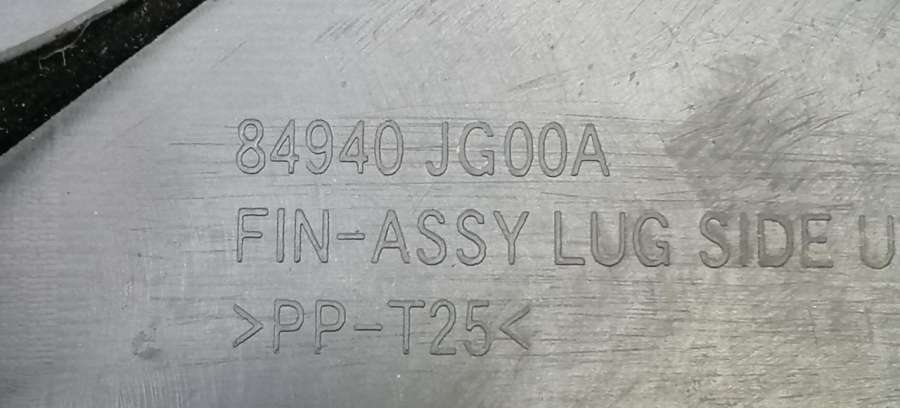 84940 JG00A
FIN-ASSY LUG SIDE U
>PP-T25<